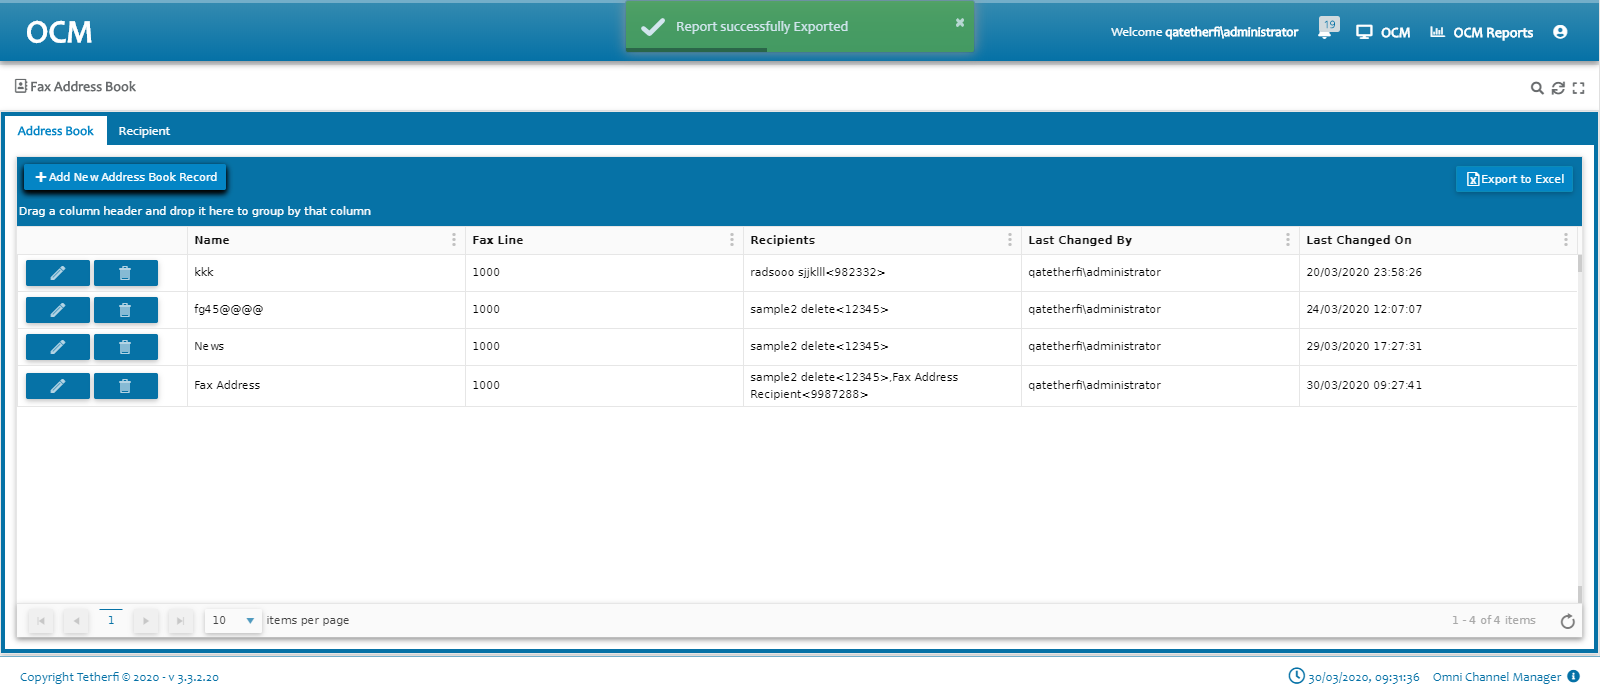 OCM
Report successfully Exported
Welcome qatetherfi\administrator
19
OCM
OCM Reports
Fax Address Book
Address Book
Recipient
Add New Address Book Record
Export to Excel
Drag a column header and drop it here to group by that column
Name Fax Line Recipients Last Changed By Last Changed On
kkk 1000 radsooo sjjklll<982332> qatetherfi\administrator 20/03/2020 23:58:26
fg45@@@@ 1000 sample2 delete<12345> qatetherfi\administrator 24/03/2020 12:07:07
News 1000 sample2 delete<12345> qatetherfi\administrator 29/03/2020 17:27:31
Fax Address 1000 sample2 delete<12345>,Fax Address
Recipient<9987288> qatetherfi\administrator 30/03/2020 09:27:41
1 10 items per page 1 - 4 of 4 items
Copyright Tetherfi © 2020 - v 3.3.2.20 30/03/2020, 09:31:36 Omni Channel Manager